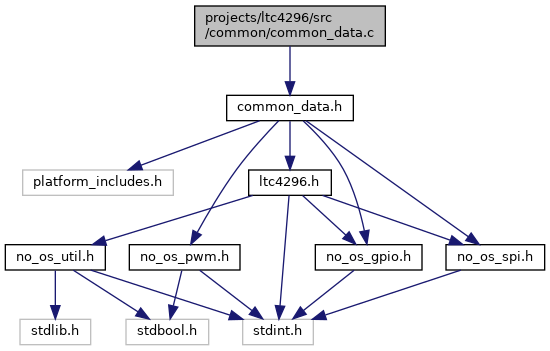 projects/ltc4296/src
/common/common_data.c
common_data.h
platform_includes.h
ltc4296.h
no_os_util.h
no_os_pwm.h
no_os_gpio.h
no_os_spi.h
stdlib.h
stdbool.h
stdint.h